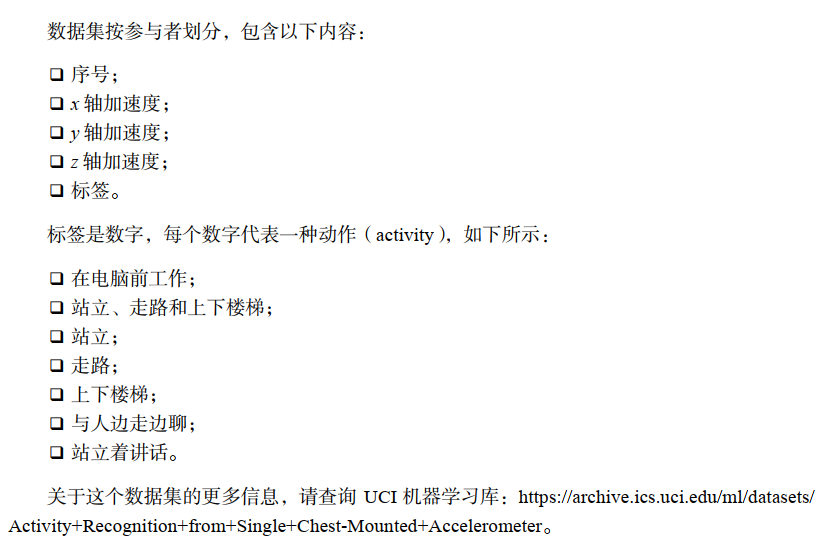 数据集按参与者划分，包含以下内容：
❑ 序号；
❑ x 轴加速度；
❑ y 轴加速度；
❑ z 轴加速度；
❑ 标签。
标签是数字，每个数字代表一种动作（activity），如下所示：
❑ 在电脑前工作；
❑ 站立、走路和上下楼梯；
❑ 站立；
❑ 走路；
❑ 上下楼梯；
❑ 与人边走边聊；
❑ 站立着讲话。
关于这个数据集的更多信息，请查询 UCI 机器学习库：https://archive.ics.uci.edu/ml/datasets/
Activity+Recognition+from+Single+Chest-Mounted+Accelerometer。